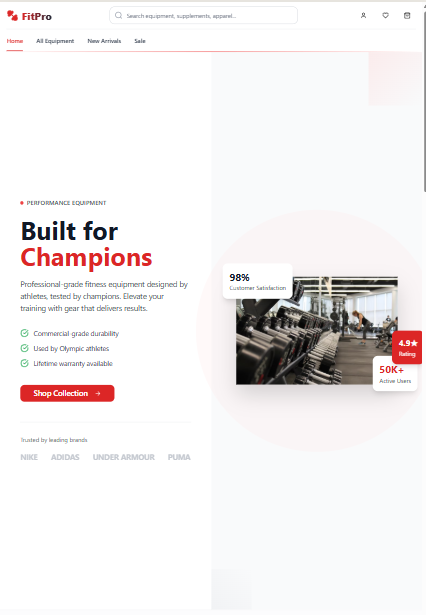 FitPro
Search equipment, supplements, apparel...
Home
All Equipment
New Arrivals
Sale
PERFORMANCE EQUIPMENT
Built for
Champions
Professional-grade fitness equipment designed by
athletes, tested by champions. Elevate your
training with gear that delivers results.
Commercial-grade durability
Used by Olympic athletes
Lifetime warranty available
Shop Collection →
Trusted by leading brands
NIKE ADIDAS UNDER ARMOUR PUMA
98%
Customer Satisfaction
4.9★
Rating
50K+
Active Users